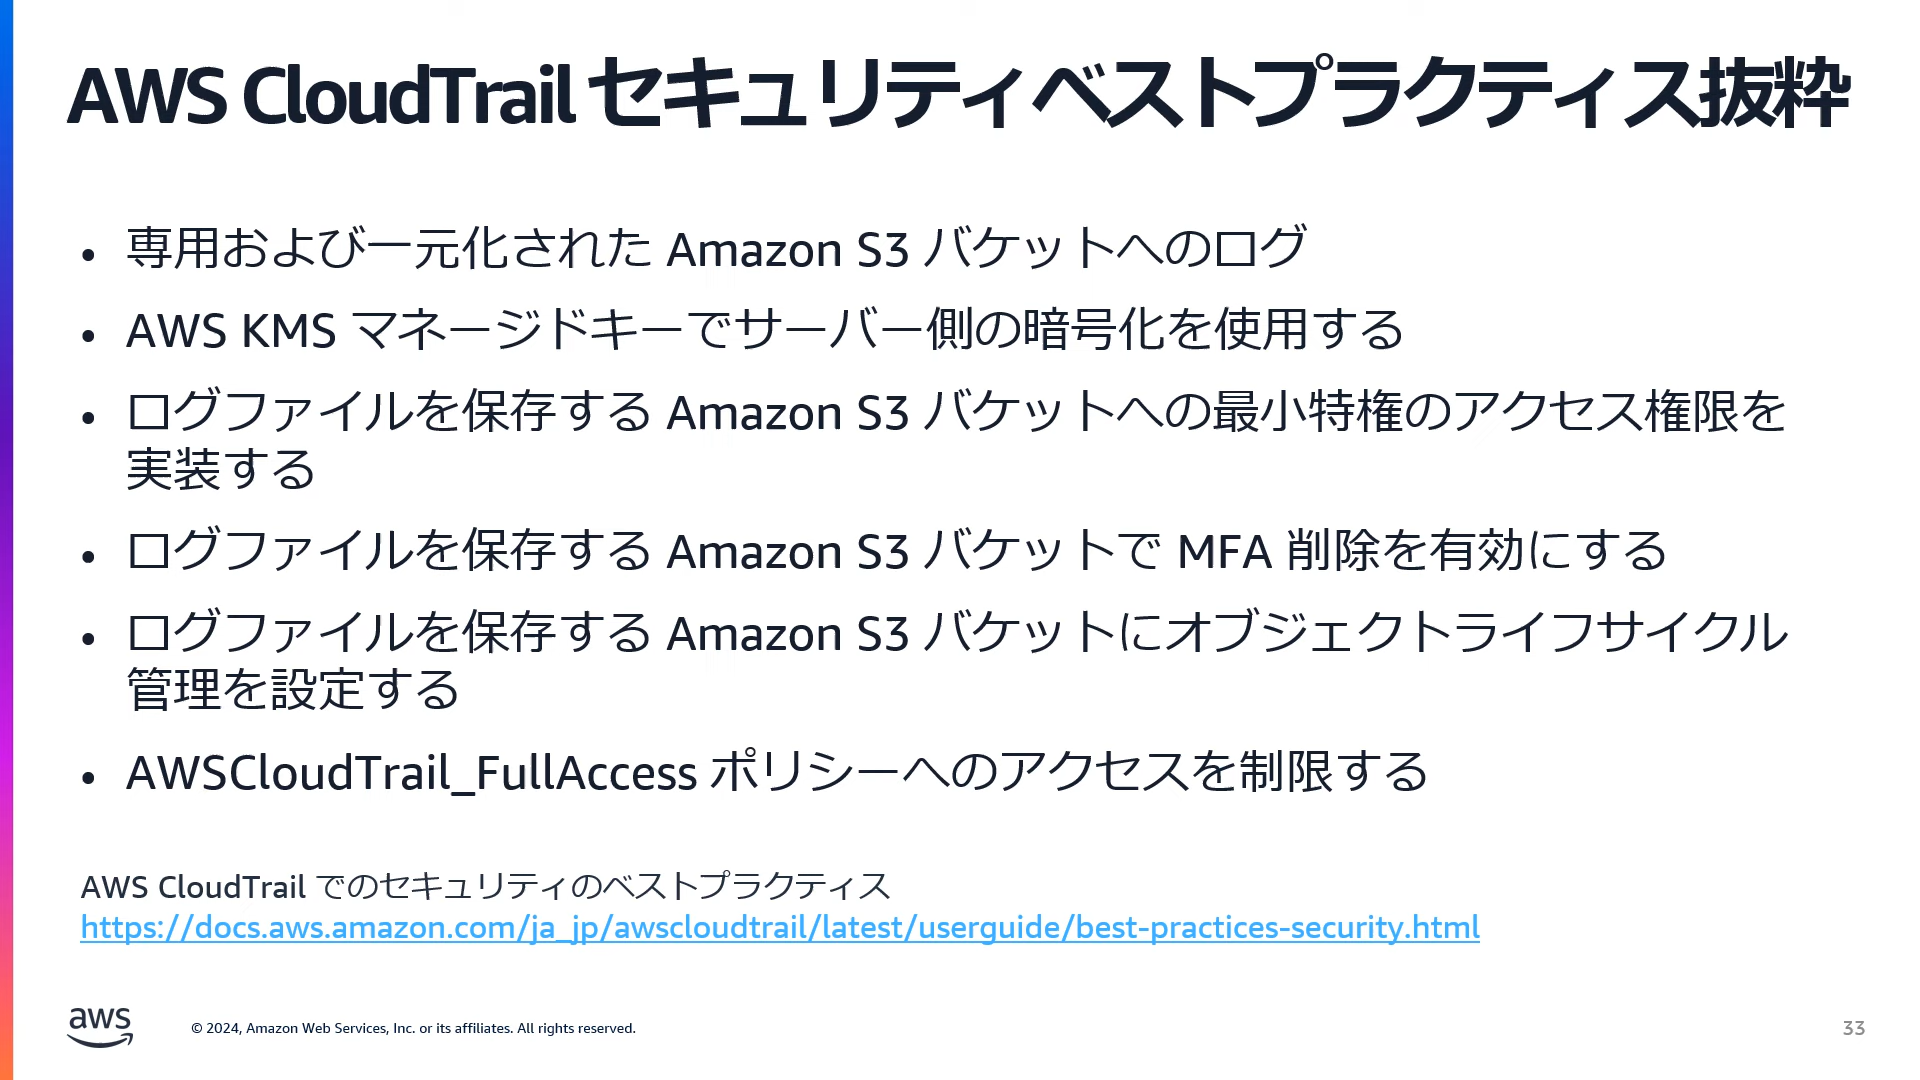 AWS CloudTrail セキュリティベストプラクティス抜粋
• 専用および一元化された Amazon S3 バケットへのログ
• AWS KMS マネージドキーでサーバー側の暗号化を使用する
• ログファイルを保存する Amazon S3 バケットへの最小特権のアクセス権限を
実装する
• ログファイルを保存する Amazon S3 バケットで MFA 削除を有効にする
• ログファイルを保存する Amazon S3 バケットにオブジェクトライフサイクル
管理を設定する
• AWSCloudTrail_FullAccess ポリシーへのアクセスを制限する
AWS CloudTrail でのセキュリティのベストプラクティス
https://docs.aws.amazon.com/ja_jp/awscloudtrail/latest/userguide/best-practices-security.html
aws
© 2024, Amazon Web Services, Inc. or its affiliates. All rights reserved.
33